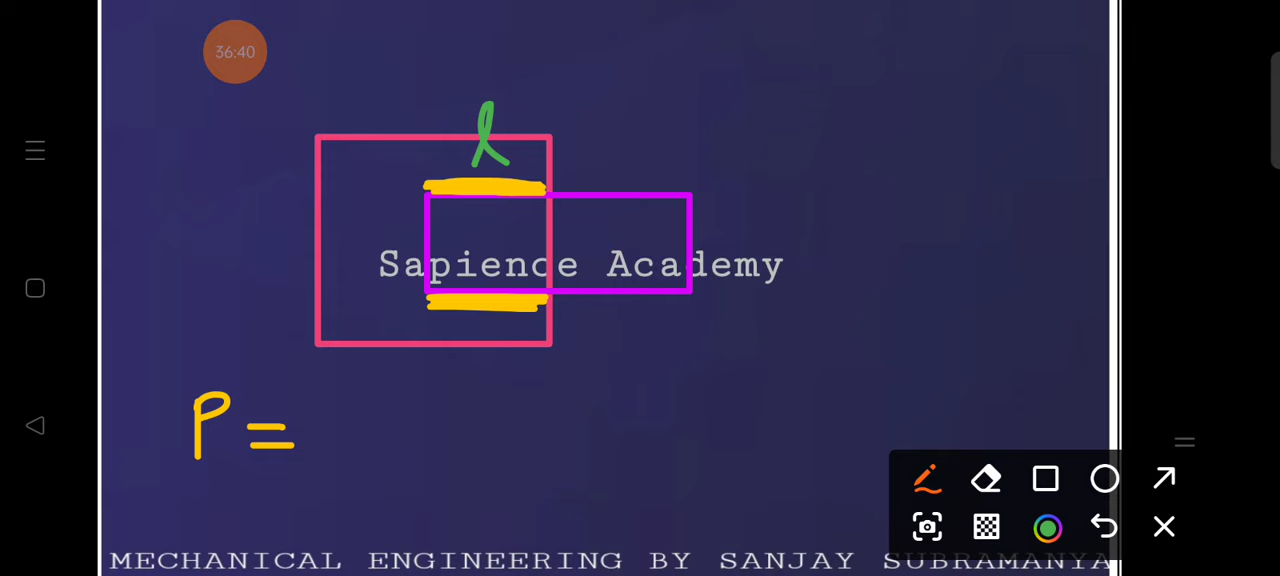 36:40
l
Sapience Academy
P =
MECHANICAL ENGINEERING BY SANJAY SUBRAMANYA